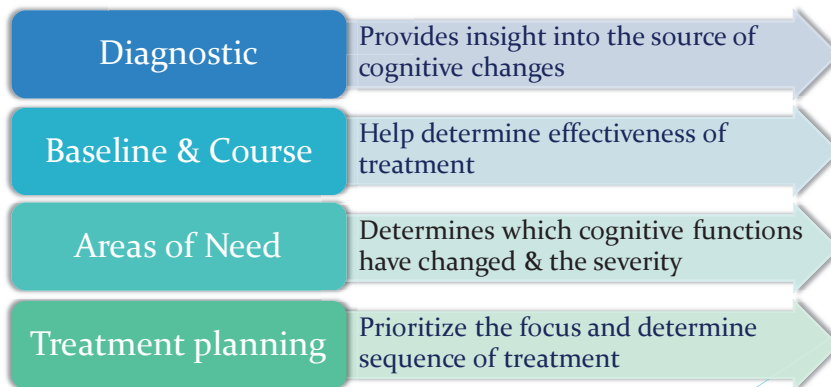 Diagnostic
Provides insight into the source of
cognitive changes
Baseline & Course
Help determine effectiveness of
treatment
Areas of Need
Determines which cognitive functions
have changed & the severity
Treatment planning
Prioritize the focus and determine
sequence of treatment